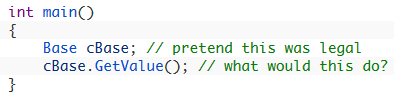 int main()
{
    Base cBase; // pretend this was legal
    cBase.GetValue(); // what would this do?
}